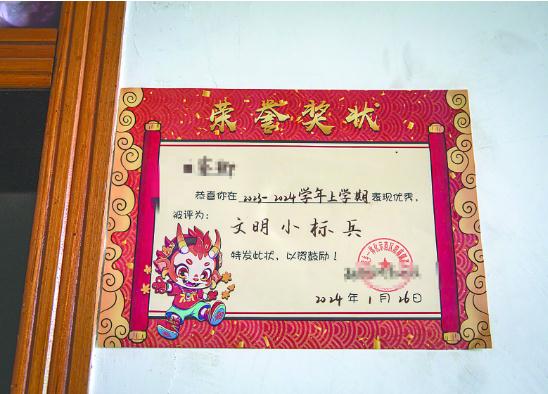 荣誉奖状
恭喜你在2023-2024学年上学期表现优秀,
被评为:
文明小标兵
特发此状,以资鼓励!
2024年1月26日